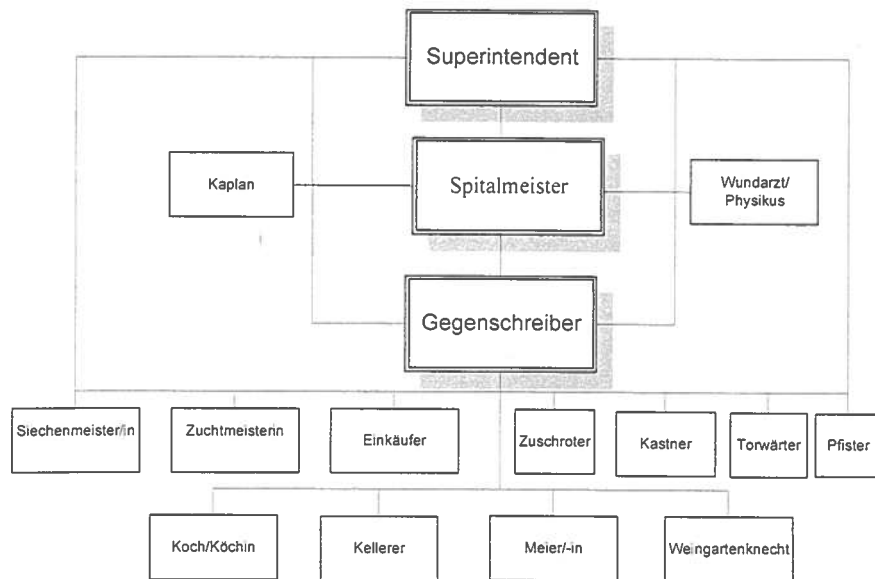 Superintendent
Kaplan
Spitalmeister
Wundarzt/
Physikus
Gegenschreiber
Siechenmeister/in
Zuchtmeisterin
Einkäufer
Zuschroter
Kastner
Torwärter
Pfister
Koch/Köchin
Kellerer
Meier/-in
Weingartenknecht